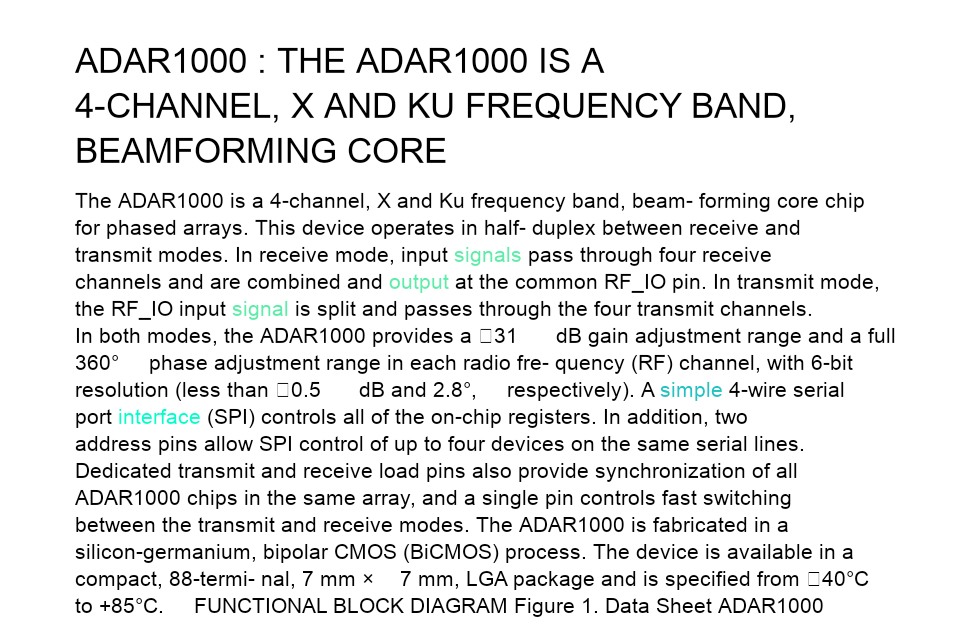 ADAR1000 : THE ADAR1000 IS A
4-CHANNEL, X AND KU FREQUENCY BAND,
BEAMFORMING CORE
The ADAR1000 is a 4-channel, X and Ku frequency band, beam- forming core chip
for phased arrays. This device operates in half- duplex between receive and
transmit modes. In receive mode, input signals pass through four receive
channels and are combined and output at the common RF_IO pin. In transmit mode,
the RF_IO input signal is split and passes through the four transmit channels.
In both modes, the ADAR1000 provides a □31 dB gain adjustment range and a full
360° phase adjustment range in each radio fre- quency (RF) channel, with 6-bit
resolution (less than □0.5 dB and 2.8°, respectively). A simple 4-wire serial
port interface (SPI) controls all of the on-chip registers. In addition, two
address pins allow SPI control of up to four devices on the same serial lines.
Dedicated transmit and receive load pins also provide synchronization of all
ADAR1000 chips in the same array, and a single pin controls fast switching
between the transmit and receive modes. The ADAR1000 is fabricated in a
silicon-germanium, bipolar CMOS (BiCMOS) process. The device is available in a
compact, 88-termi- nal, 7 mm × 7 mm, LGA package and is specified from □40°C
to +85°C. FUNCTIONAL BLOCK DIAGRAM Figure 1. Data Sheet ADAR1000